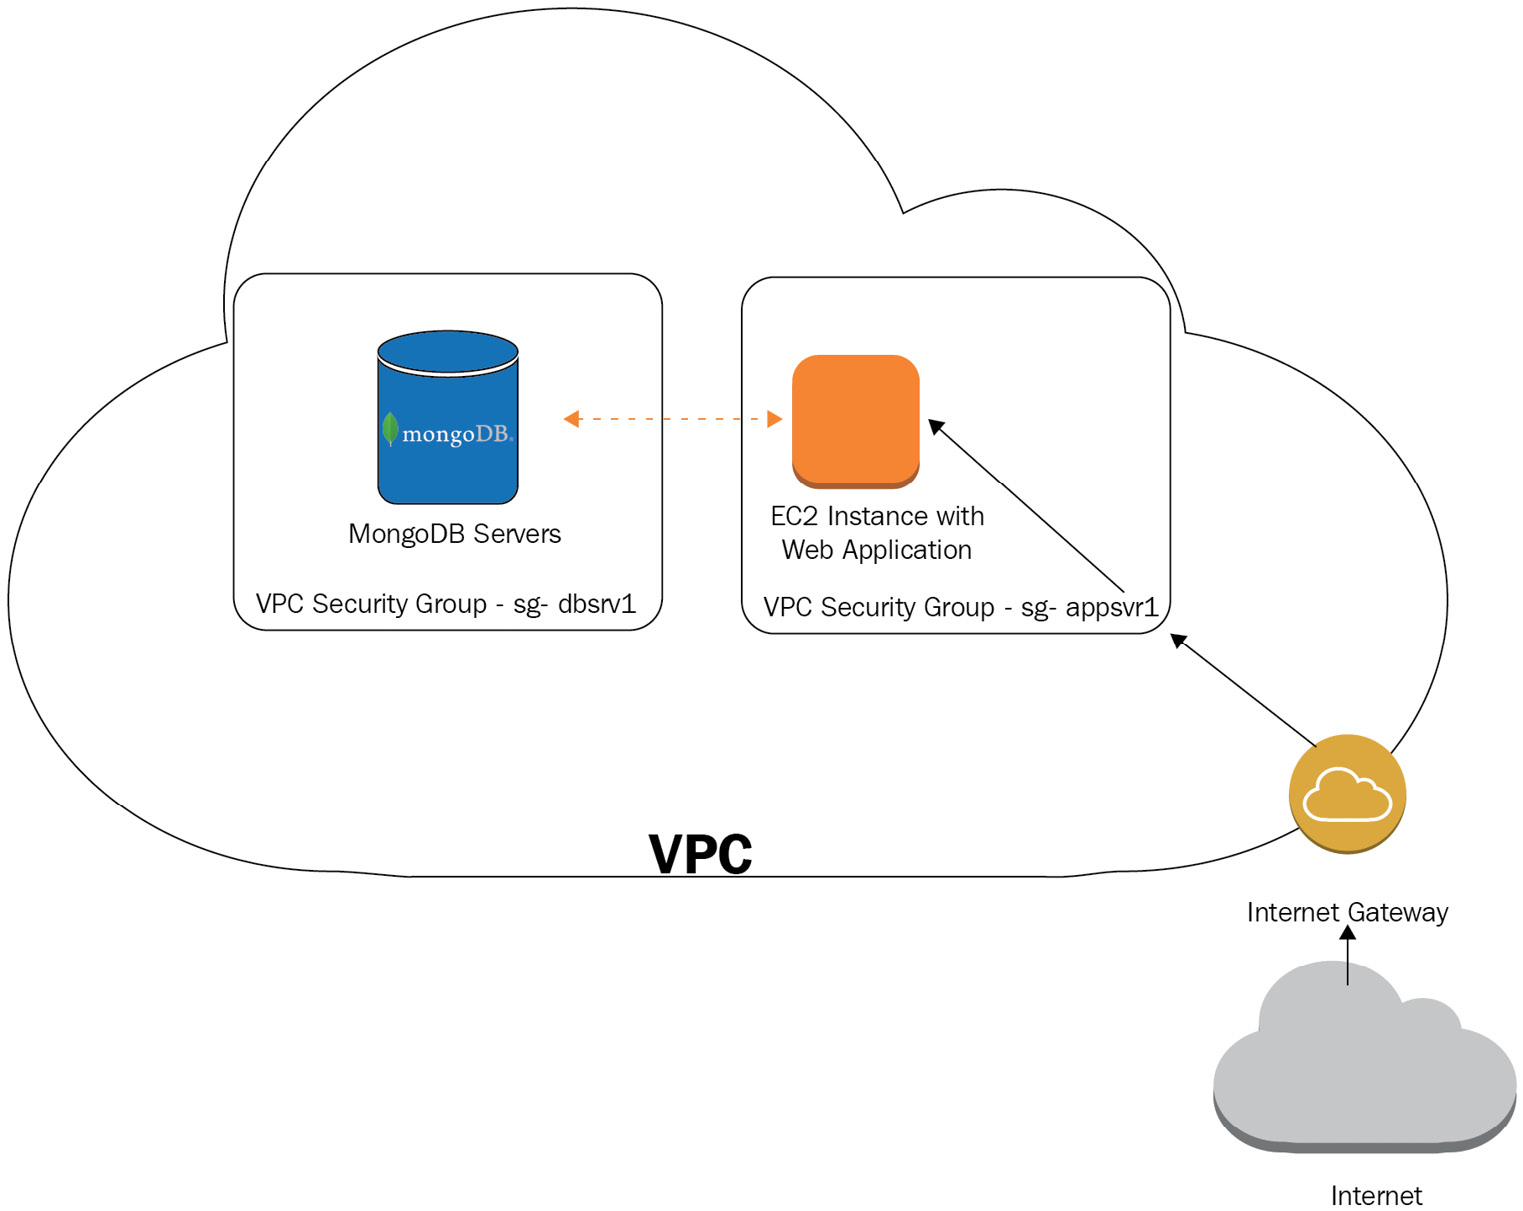 mongoDB.
MongoDB Servers
VPC Security Group - sg- dbsrv1
EC2 Instance with
Web Application
VPC Security Group - sg- appsvr1
VPC
Internet Gateway
Internet